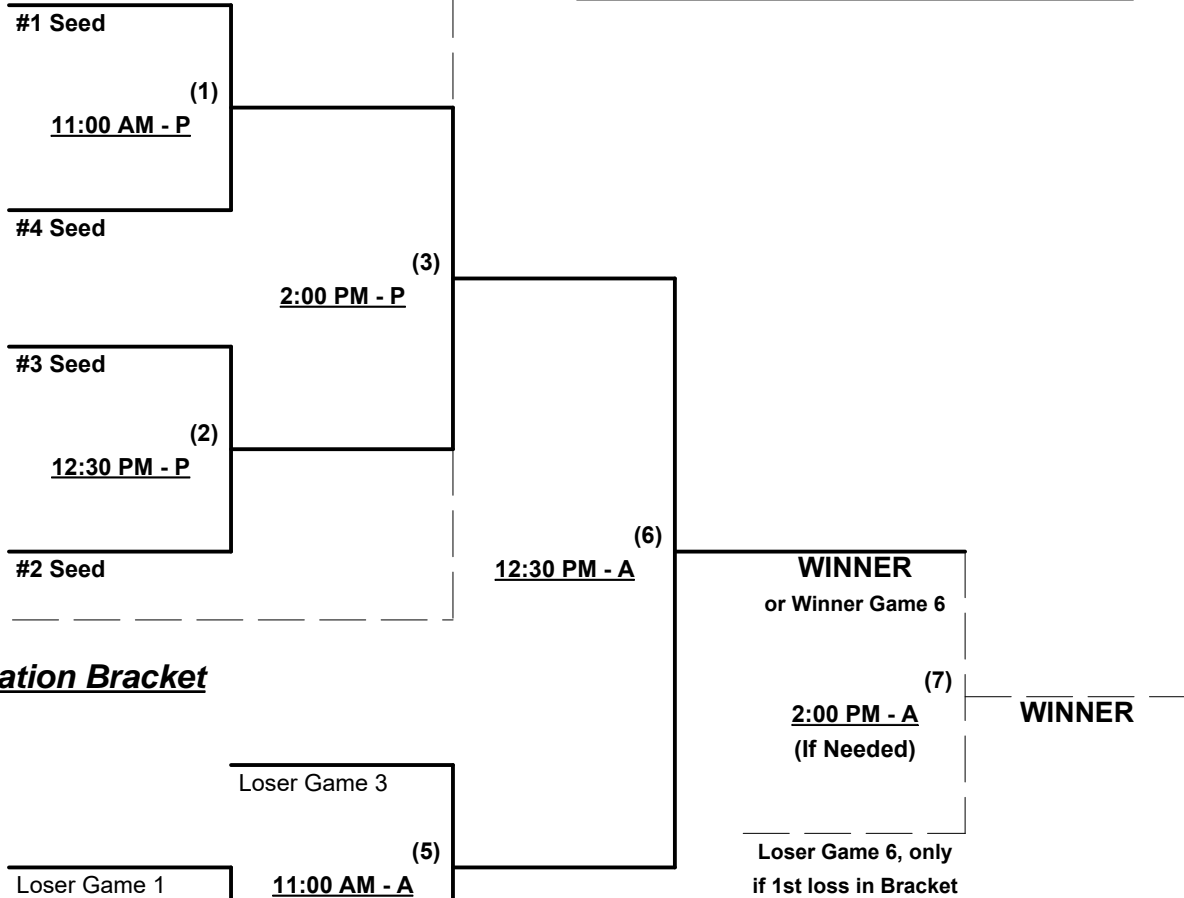 #1 Seed
(1)
11:00 AM - P
#4 Seed
(3)
2:00 PM - P
#3 Seed
(2)
12:30 PM - P
(6)
#2 Seed
12:30 PM - A
WINNER
or Winner Game 6
ation Bracket
(7)
2:00 PM - A
WINNER
(If Needed)
Loser Game 3
(5)
Loser Game 6, only
Loser Game 1
11:00 AM - A
if 1st loss in Bracket